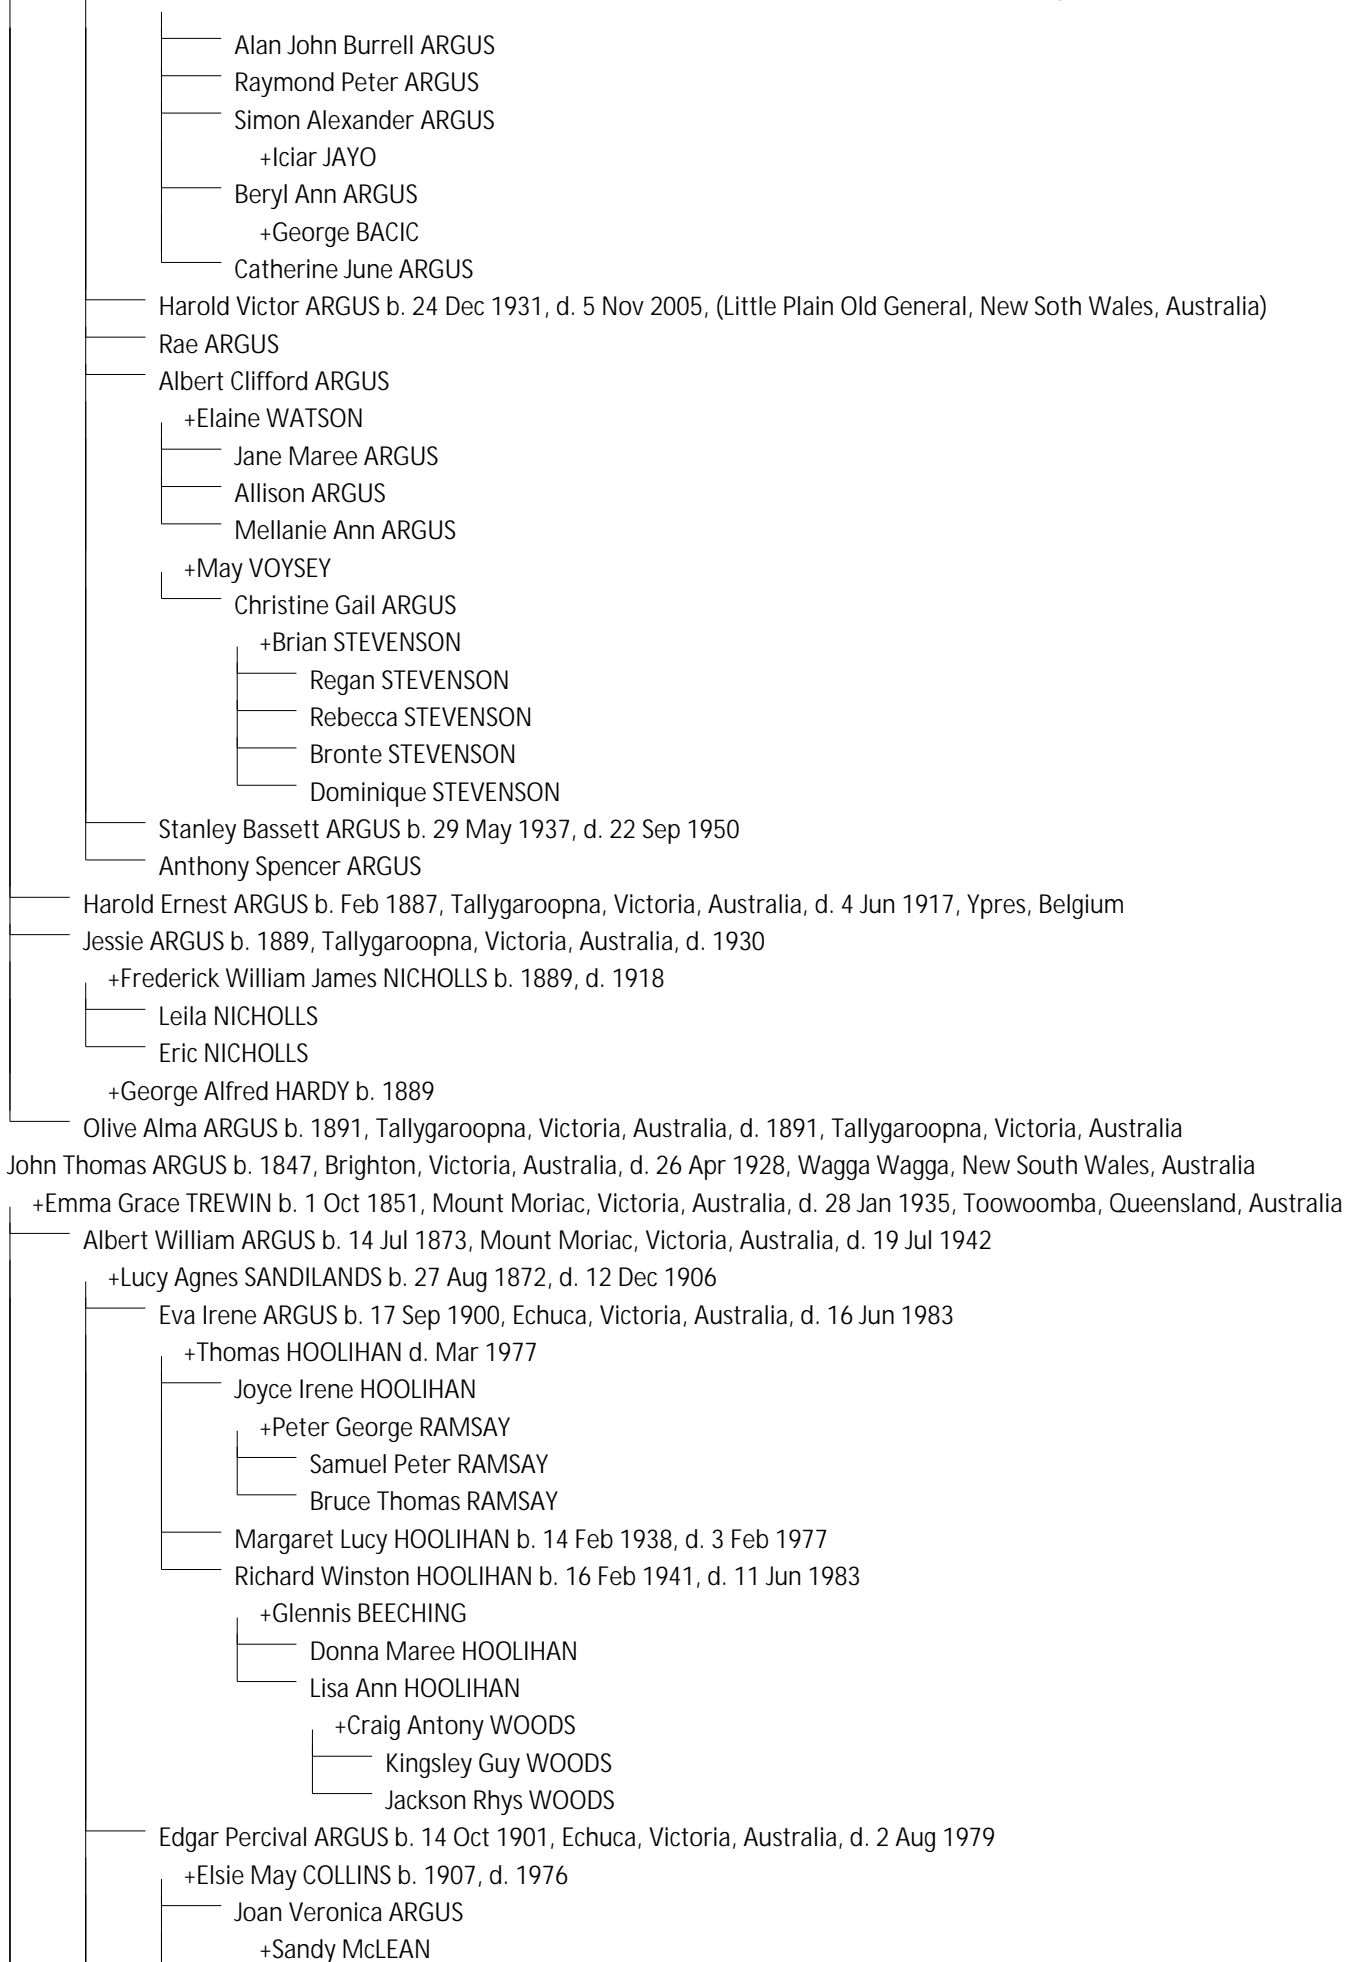 Alan John Burrell ARGUS
Raymond Peter ARGUS
Simon Alexander ARGUS
+Iciar JAYO
Beryl Ann ARGUS
+George BACIC
Catherine June ARGUS
Harold Victor ARGUS b. 24 Dec 1931, d. 5 Nov 2005, (Little Plain Old General, New Soth Wales, Australia)
Rae ARGUS
Albert Clifford ARGUS
+Elaine WATSON
Jane Maree ARGUS
Allison ARGUS
Mellanie Ann ARGUS
+May VOYSEY
Christine Gail ARGUS
+Brian STEVENSON
Regan STEVENSON
Rebecca STEVENSON
Bronte STEVENSON
Dominique STEVENSON
Stanley Bassett ARGUS b. 29 May 1937, d. 22 Sep 1950
Anthony Spencer ARGUS
Harold Ernest ARGUS b. Feb 1887, Tallygaroopna, Victoria, Australia, d. 4 Jun 1917, Ypres, Belgium
Jessie ARGUS b. 1889, Tallygaroopna, Victoria, Australia, d. 1930
+Frederick William James NICHOLLS b. 1889, d. 1918
Leila NICHOLLS
Eric NICHOLLS
+George Alfred HARDY b. 1889
Olive Alma ARGUS b. 1891, Tallygaroopna, Victoria, Australia, d. 1891, Tallygaroopna, Victoria, Australia
John Thomas ARGUS b. 1847, Brighton, Victoria, Australia, d. 26 Apr 1928, Wagga Wagga, New South Wales, Australia
+Emma Grace TREWIN b. 1 Oct 1851, Mount Moriac, Victoria, Australia, d. 28 Jan 1935, Toowoomba, Queensland, Australia
Albert William ARGUS b. 14 Jul 1873, Mount Moriac, Victoria, Australia, d. 19 Jul 1942
+Lucy Agnes SANDILANDS b. 27 Aug 1872, d. 12 Dec 1906
Eva Irene ARGUS b. 17 Sep 1900, Echuca, Victoria, Australia, d. 16 Jun 1983
+Thomas HOOLIHAN d. Mar 1977
Joyce Irene HOOLIHAN
+Peter George RAMSAY
Samuel Peter RAMSAY
Bruce Thomas RAMSAY
Margaret Lucy HOOLIHAN b. 14 Feb 1938, d. 3 Feb 1977
Richard Winston HOOLIHAN b. 16 Feb 1941, d. 11 Jun 1983
+Glennis BEECHING
Donna Maree HOOLIHAN
Lisa Ann HOOLIHAN
+Craig Antony WOODS
Kingsley Guy WOODS
Jackson Rhys WOODS
Edgar Percival ARGUS b. 14 Oct 1901, Echuca, Victoria, Australia, d. 2 Aug 1979
+Elsie May COLLINS b. 1907, d. 1976
Joan Veronica ARGUS
+Sandy McLEAN